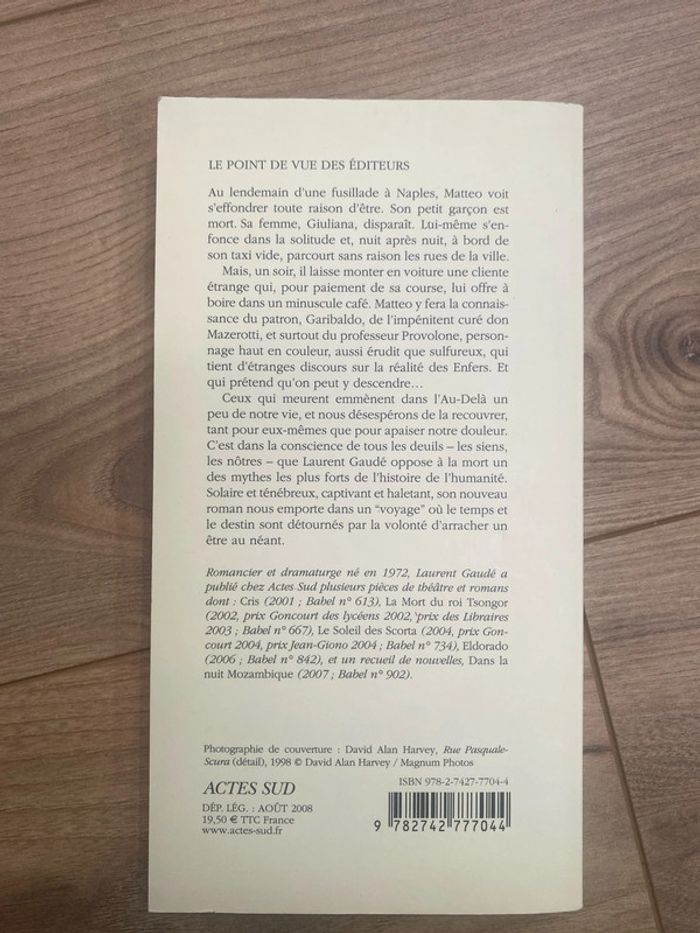 LE POINT DE VUE DES ÉDITEURS
Au lendemain d'une fusillade à Naples, Matteo voit
s'effondrer toute raison d'être. Son petit garçon est
mort. Sa femme, Giuliana, disparaît. Lui-même s'en-
fonce dans la solitude et, nuit après nuit, à bord de
son taxi vide, parcourt sans raison les rues de la ville.
Mais, un soir, il laisse monter en voiture une cliente
étrange qui, pour paiement de sa course, lui offre à
boire dans un minuscule café. Matteo y fera la connais-
sance du patron, Garibaldo, de l'impénitent curé don
Mazerotti, et surtout du professeur Provolone, person-
nage haut en couleur, aussi érudit que sulfureux, qui
tient d'étranges discours sur la réalité des Enfers. Et
qui prétend qu'on peut y descendre…
Ceux qui meurent emmènent dans l'Au-Delà un
peu de notre vie, et nous désespérons de la recouvrer,
tant pour eux-mêmes que pour apaiser notre douleur.
C'est dans la conscience de tous les deuils – les siens,
les nôtres – que Laurent Gaudé oppose à la mort un
des mythes les plus forts de l'histoire de l'humanité.
Solaire et ténébreux, captivant et haletant, son nouveau
roman nous emporte dans un “voyage” où le temps et
le destin sont détournés par la volonté d'arracher un
être au néant.
Romancier et dramaturge né en 1972, Laurent Gaudé a
publié chez Actes Sud plusieurs pièces de théâtre et romans
dont : Cris (2001 ; Babel n° 613), La Mort du roi Tsongor
(2002, prix Goncourt des lycéens 2002, prix des Libraires
2003 ; Babel n° 667), Le Soleil des Scorta (2004, prix Gon-
court 2004, prix Jean-Giono 2004 ; Babel n° 734), Eldorado
(2006 ; Babel n° 842), et un recueil de nouvelles, Dans la
nuit Mozambique (2007 ; Babel n° 902).
Photographie de couverture : David Alan Harvey, Rue Pasquale-
Scura (détail), 1998 © David Alan Harvey / Magnum Photos
ACTES SUD
DÉP. LÉG. : AOÛT 2008
19,50 € TTC France
www.actes-sud.fr
ISBN 978-2-7427-7704-4
9 782742 777044